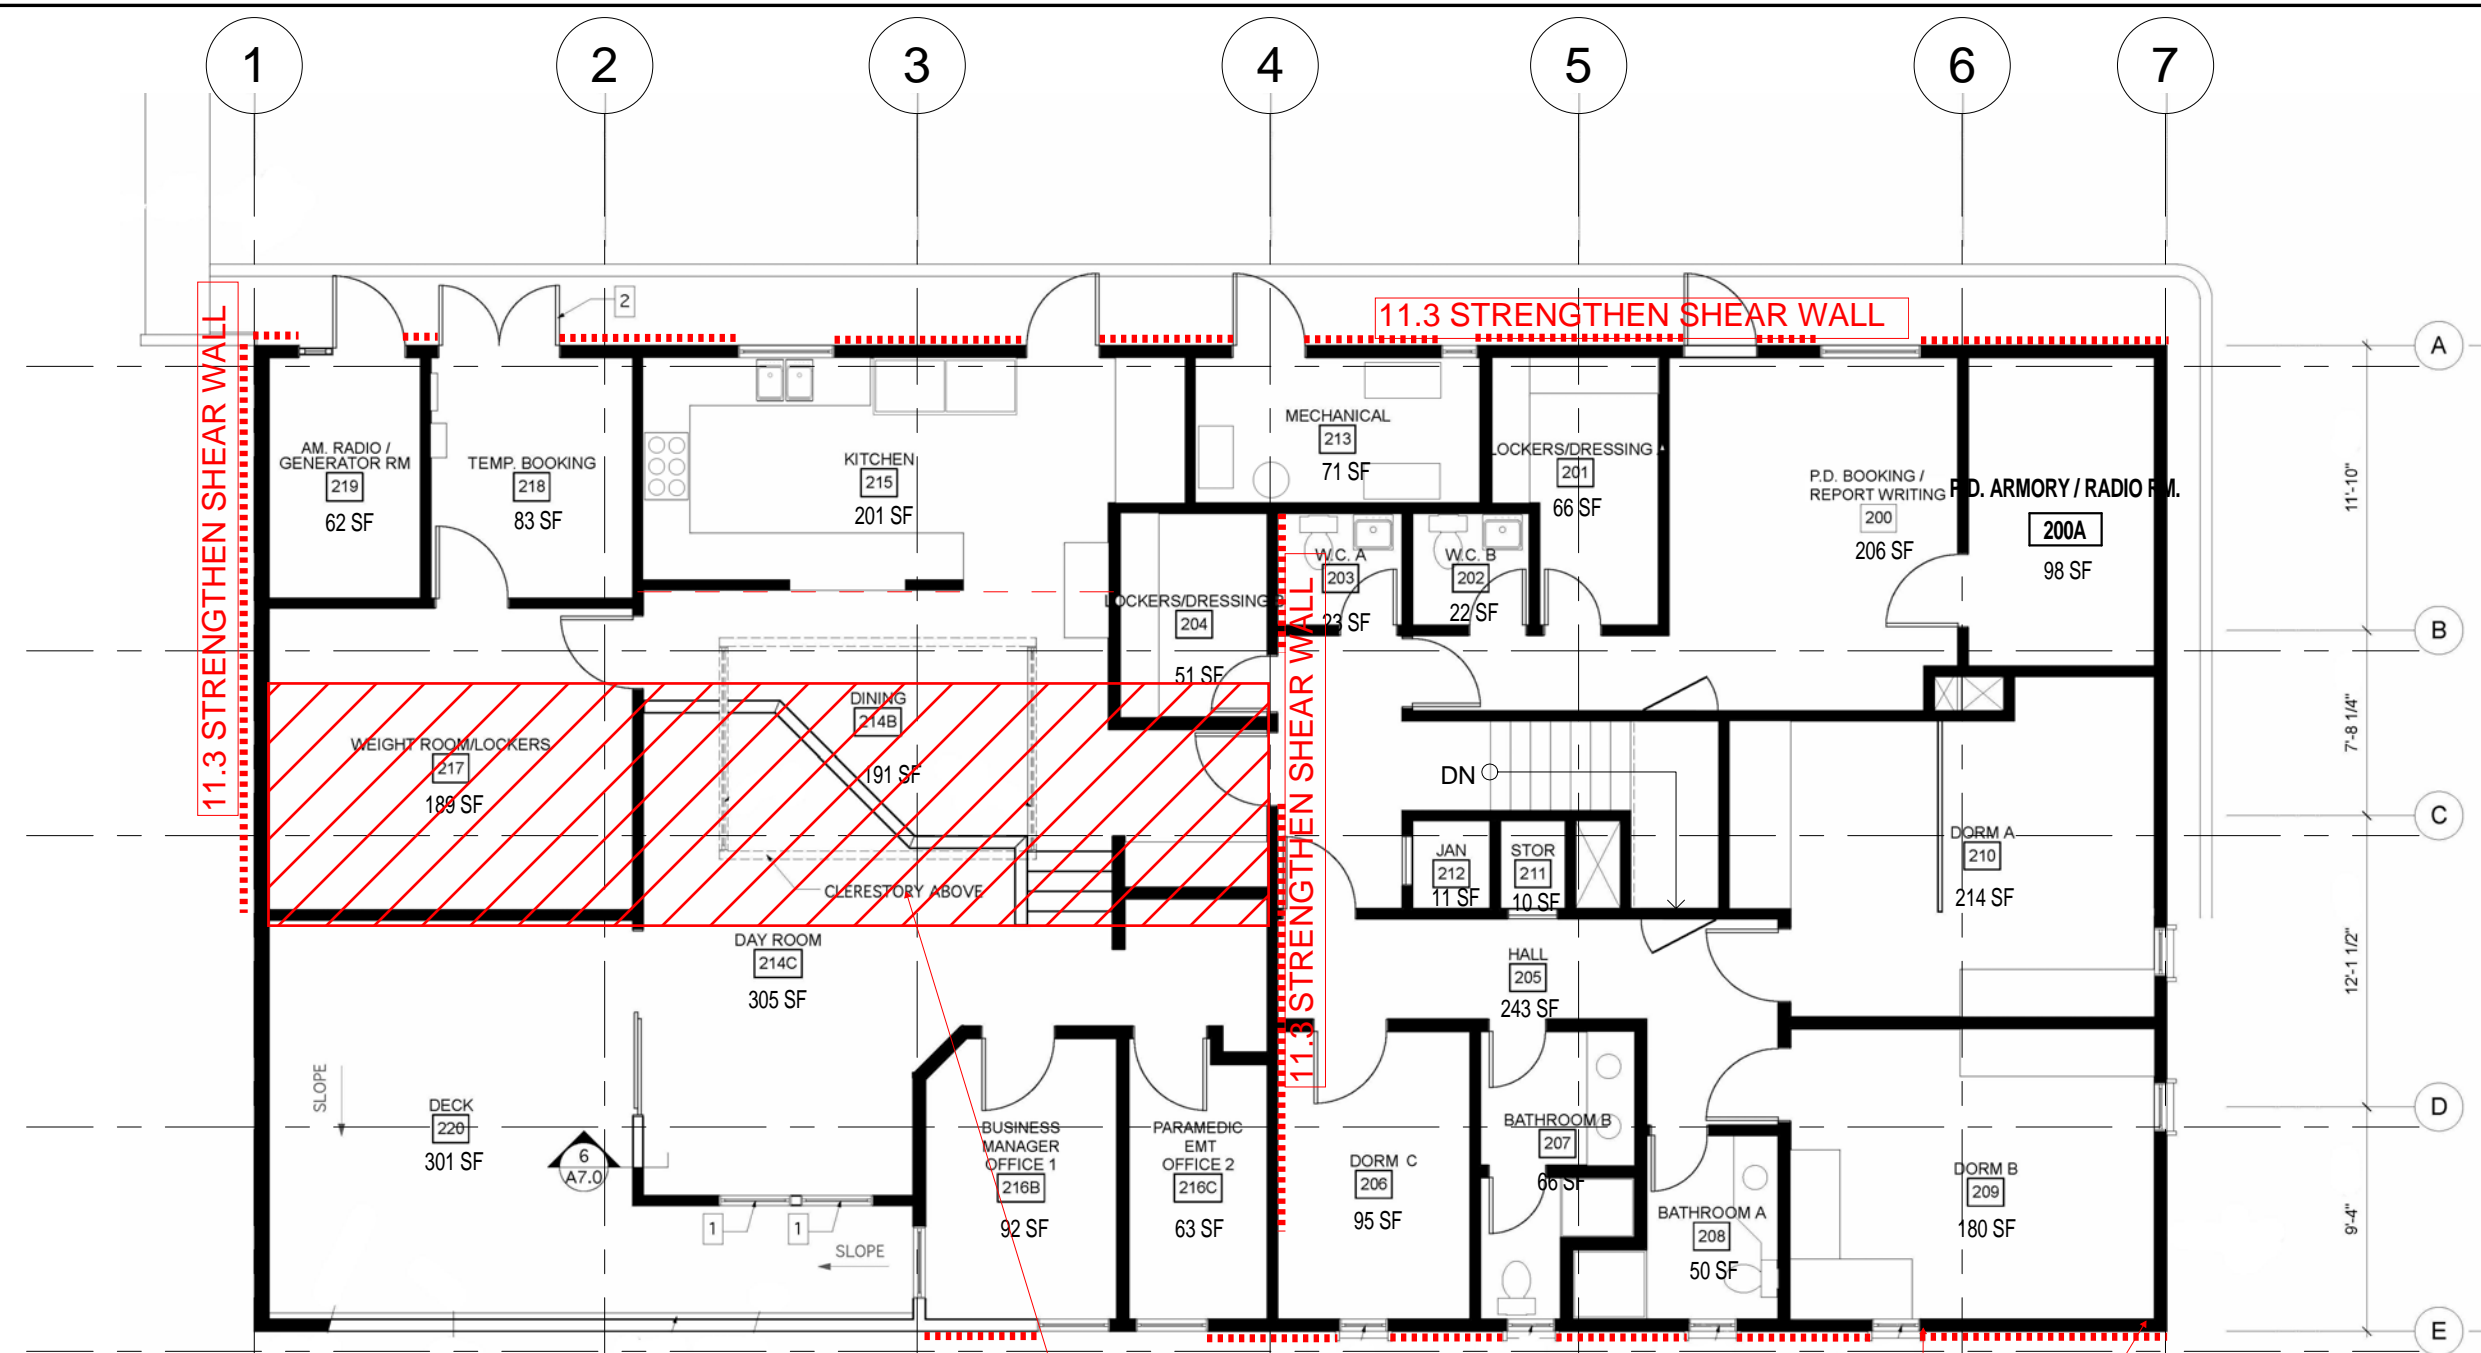 1
2
3
4
5
6
7
2
11.3 STRENGTHEN SHEAR WALL
11.3 STRENGTHEN SHEAR WALL
A
AM. RADIO /
GENERATOR RM
219
62 SF
TEMP. BOOKING
218
83 SF
KITCHEN
215
201 SF
MECHANICAL
213
71 SF
LOCKERS/DRESSING
201
66 SF
P.D. BOOKING /
REPORT WRITING
200
206 SF
P.D. ARMORY / RADIO RM.
200A
98 SF
11'-10"
W.C. A
203
23 SF
W.C. B
202
22 SF
LOCKERS/DRESSING B
204
51 SF
B
11.3 STRENGTHEN SHEAR WALL
WEIGHT ROOM/LOCKERS
217
189 SF
DINING
214B
191 SF
CLERESTORY ABOVE
DN
7'-8 1/4"
C
JAN
212
11 SF
STOR
211
10 SF
DORM A
210
214 SF
DAY ROOM
214C
305 SF
HALL
205
243 SF
12'-1 1/2"
SLOPE
DECK
220
301 SF
6
A7.0
BUSINESS
MANAGER
OFFICE 1
216B
92 SF
PARAMEDIC
EMT
OFFICE 2
216C
63 SF
DORM C
206
95 SF
BATHROOM B
207
66 SF
BATHROOM A
208
50 SF
DORM B
209
180 SF
D
9'-4"
1
1
SLOPE
E